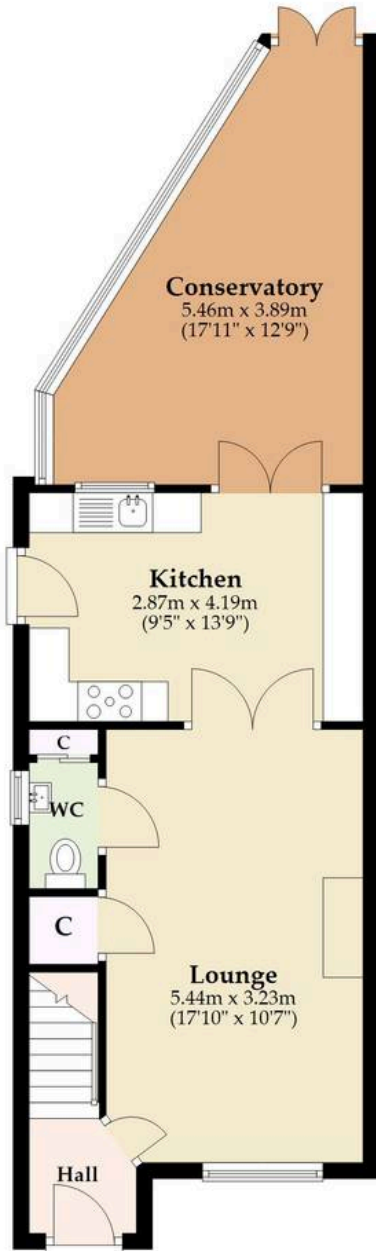 Conservatory
5.46m x 3.89m
(17'11" x 12'9")
Kitchen
2.87m x 4.19m
(9'5" x 13'9")
C
WC
C
Lounge
5.44m x 3.23m
(17'10" x 10'7")
Hall